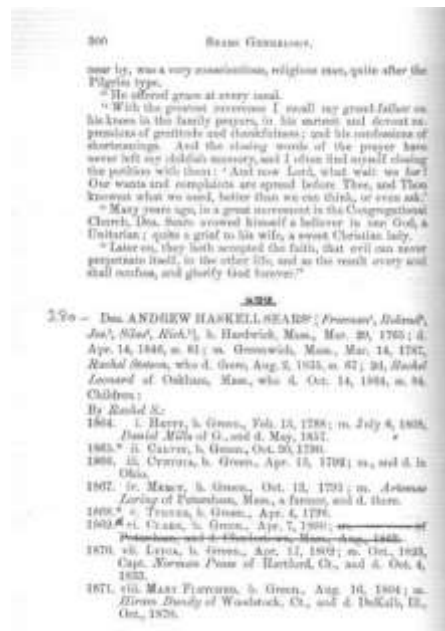 300 SEARS GENEALOGY.
near by, was a very conscientious, religious man, quite after the
Pilgrim type.
"He offered grace at every meal.
"With the greatest reverence I recall my grand-father on
his knees in the family prayers, in his earnest and devout ex-
pressions of gratitude and thankfulness; and his confessions of
shortcomings. And the closing words of the prayer have
never left my childish memory, and I often find myself closing
the petition with them: 'And now Lord, what wait we for?
Our wants and complaints are spread before Thee, and Thou
knowest what we need, better than we can think, or even ask.'
"Many years ago, in a great movement in the Congregational
Church, Dea. Sears avowed himself a believer in one God, a
Unitarian; quite a grief to his wife, a sweet Christian lady.
"Later on, they both accepted the faith, that evil can never
perpetuate itself, in the other life, and as the result every soul
shall confess, and glorify God forever."
Dea. ANDREW HASKELL SEARS [Freeman, Roland,
Jos., Silas, Rich.], b. Hardwick, Mass., Mar. 29, 1765; d.
Apr. 14, 1846, æ. 81; m. Greenwich, Mass., Mar. 14, 1787,
Rachel Stetson, who d. there, Aug. 2, 1835, æ. 67; 2d, Rachel
Leonard of Oakham, Mass., who d. Oct. 14, 1864, æ. 84.
Children:
By Rachel S.:
1864. i. HATTY, b. Green., Feb. 13, 1788; m. July 6, 1808,
Daniel Mills of G., and d. May, 1857.
1865.* ii. CALVIN, b. Green., Oct. 20, 1790.
1866. iii. CYNTHIA, b. Green., Apr. 13, 1792; m., and d. in
Ohio.
1867. iv. MERCY, b. Green., Oct. 13, 1793; m. Artemas
Loring of Petersham, Mass., a farmer, and d. there.
1868.* v. b. Green., Apr. 4, 1798.
1869.* vi. CLARK, b. Green., Apr. 7, 1800; m. of
Petersham, and d. Mass., Aug.,
1870. vii. b. Green., Apr. 17, 1802; m. Oct., 1823,
Capt. Norman Pease of Hartford, Ct., and d. Oct. 4,
1833.
1871. viii. MARY FLETCHER, b. Green., Aug. 16, 1804; m.
Hiram Bundy of Woodstock, Ct., and d. DeKalb, Ill.,
Oct., 1878.